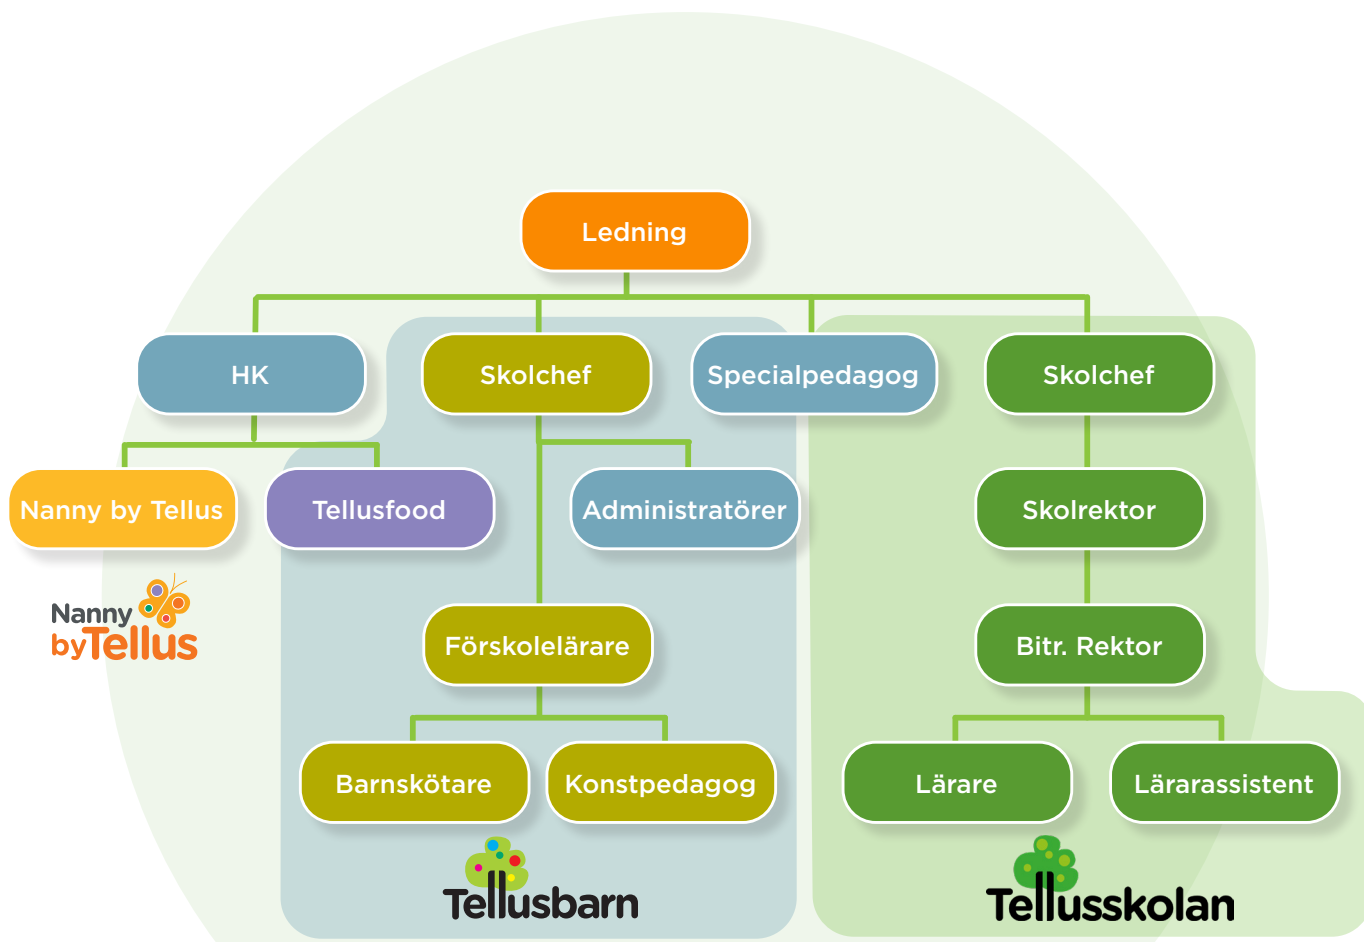 Ledning
HK
Skolchef
Specialpedagog
Skolchef
Nanny by Tellus
Tellusfood
Administratörer
Skolrektor
Nanny
byTellus
Förskolelärare
Bitr. Rektor
Barnskötare
Konstpedagog
Lärare
Lärarassistent
Tellusbarn
Tellusskolan